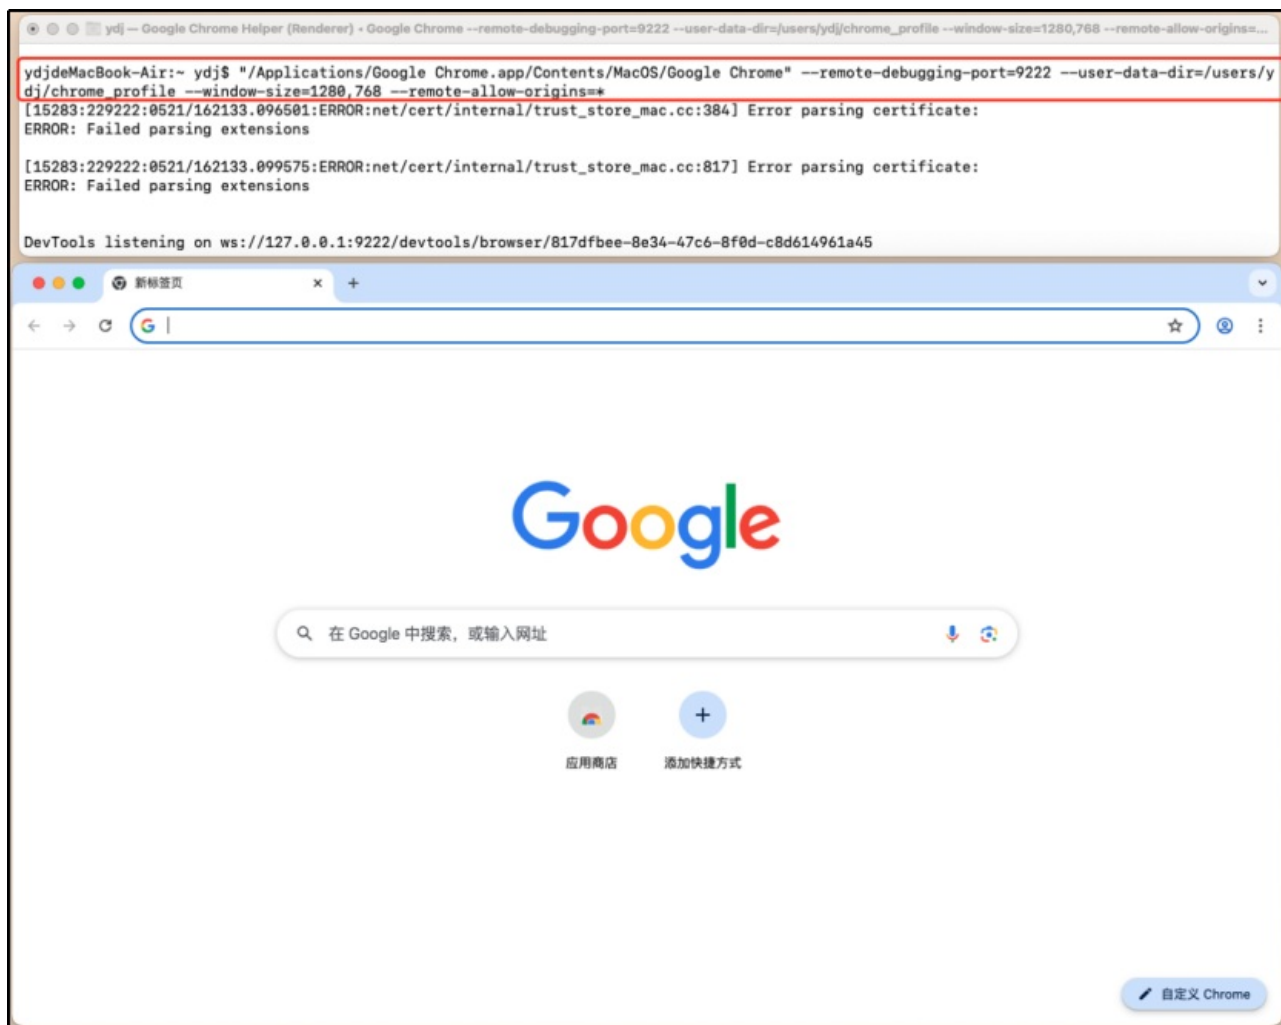 ydj — Google Chrome Helper (Renderer) • Google Chrome --remote-debugging-port=9222 --user-data-dir=/users/ydj/chrome_profile --window-size=1280,768 --remote-allow-origins=...
ydjdeMacBook-Air:~ ydj$ "/Applications/Google Chrome.app/Contents/MacOS/Google Chrome" --remote-debugging-port=9222 --user-data-dir=/users/y
dj/chrome_profile --window-size=1280,768 --remote-allow-origins=*
[15283:229222:0521/162133.096501:ERROR:net/cert/internal/trust_store_mac.cc:384] Error parsing certificate:
ERROR: Failed parsing extensions
[15283:229222:0521/162133.099575:ERROR:net/cert/internal/trust_store_mac.cc:817] Error parsing certificate:
ERROR: Failed parsing extensions
DevTools listening on ws://127.0.0.1:9222/devtools/browser/817dfbee-8e34-47c6-8f0d-c8d614961a45
新标签页
Google
在 Google 中搜索，或输入网址
应用商店 添加快捷方式
自定义 Chrome